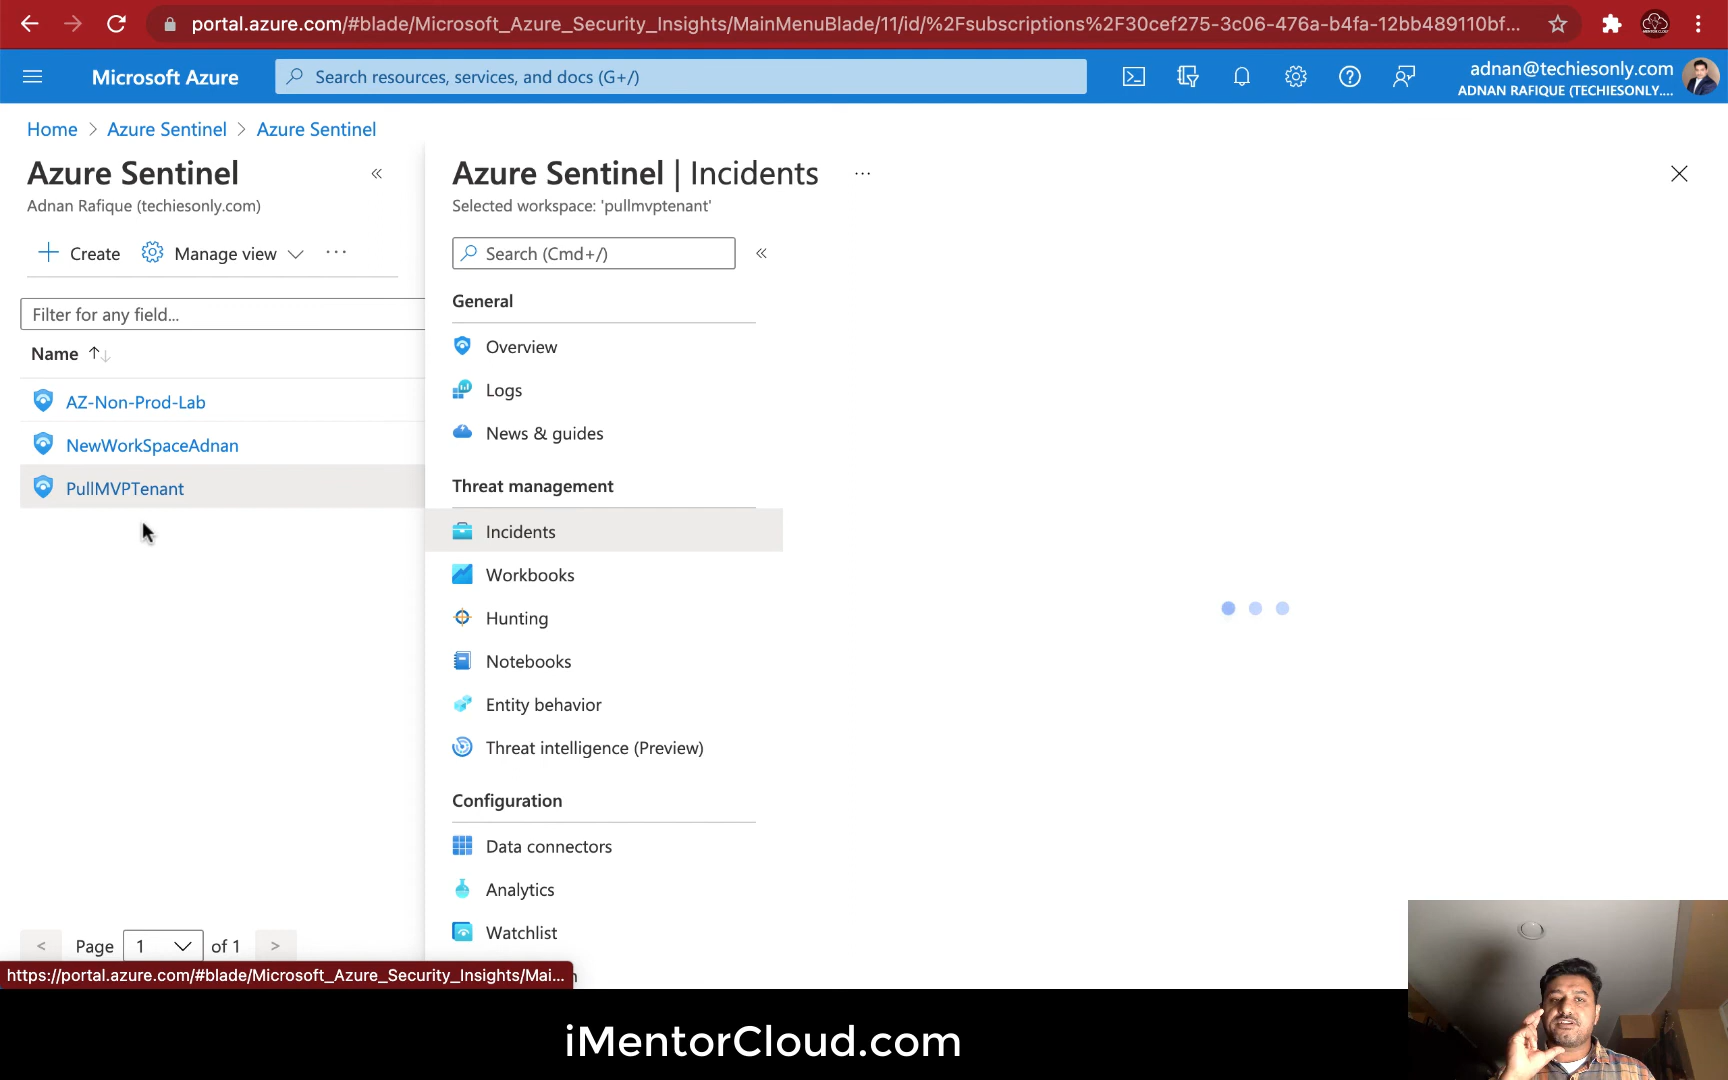 portal.azure.com/#blade/Microsoft_Azure_Security_Insights/MainMenuBlade/11/id/%2Fsubscriptions%2F30cef275-3c06-476a-b4fa-12bb489110bf...
Microsoft Azure
Search resources, services, and docs (G+/)
adnan@techiesonly.com
ADNAN RAFIQUE (TECHIESONLY....
Home > Azure Sentinel > Azure Sentinel
Azure Sentinel
Adnan Rafique (techiesonly.com)
Create
Manage view
Filter for any field...
Name
AZ-Non-Prod-Lab
NewWorkSpaceAdnan
PullMVPTenant
< Page 1 of 1 >
https://portal.azure.com/#blade/Microsoft_Azure_Security_Insights/Mai...
Azure Sentinel | Incidents
Selected workspace: 'pullmvptenant'
Search (Cmd+/)
General
Overview
Logs
News & guides
Threat management
Incidents
Workbooks
Hunting
Notebooks
Entity behavior
Threat intelligence (Preview)
Configuration
Data connectors
Analytics
Watchlist
iMentorCloud.com